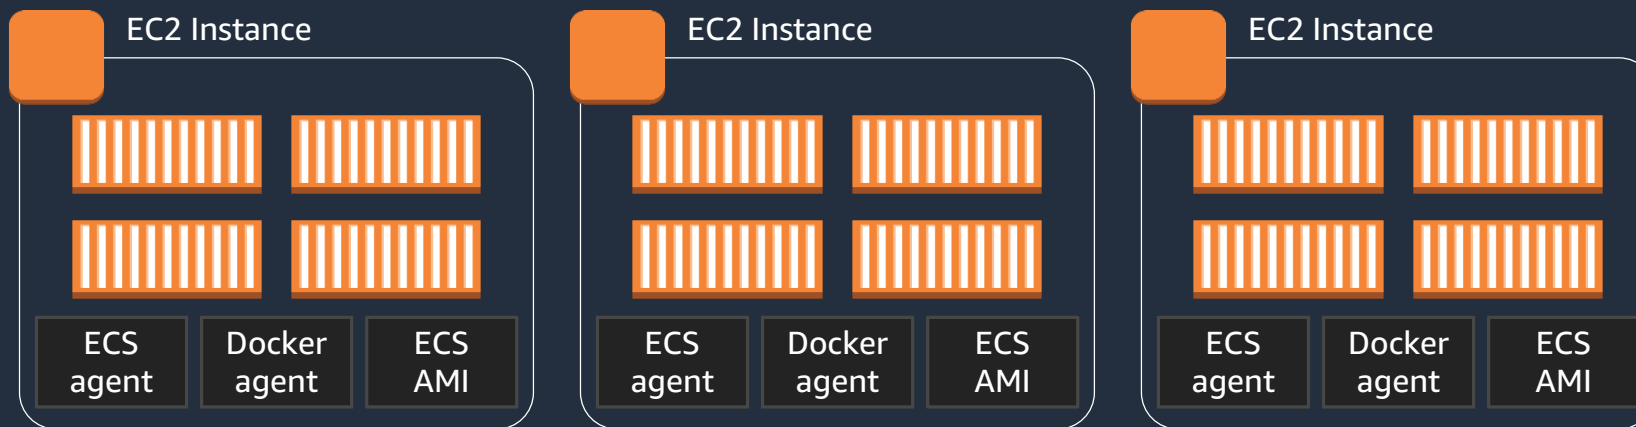 EC2 Instance
ECS
agent
Docker
agent
ECS
AMI
EC2 Instance
ECS
agent
Docker
agent
ECS
AMI
EC2 Instance
ECS
agent
Docker
agent
ECS
AMI